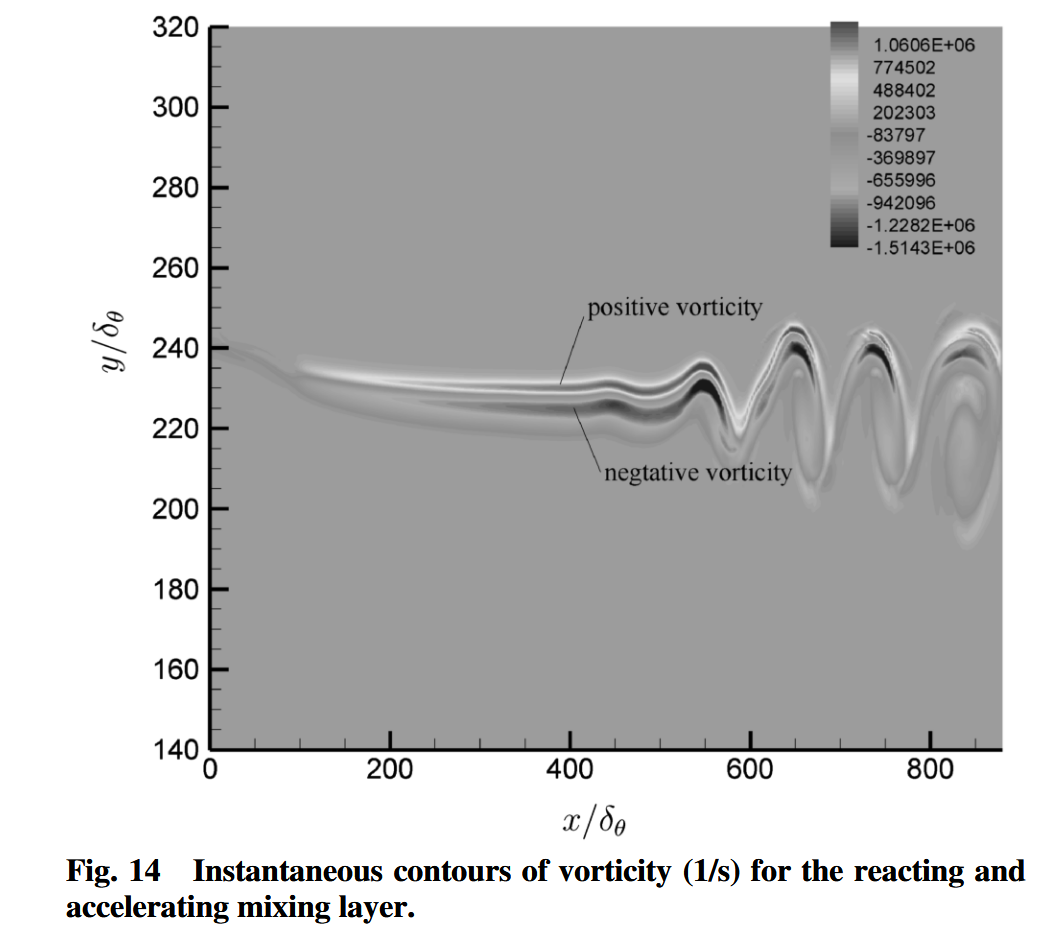 320
300
280
260
240
220
200
180
160
140
y/δθ
1.0606E+06
774502
488402
202303
-83797
-369897
-655996
-942096
-1.2282E+06
-1.5143E+06
positive vorticity
negtative vorticity
0
200
400
600
800
x/δθ
Fig. 14 Instantaneous contours of vorticity (1/s) for the reacting and
accelerating mixing layer.